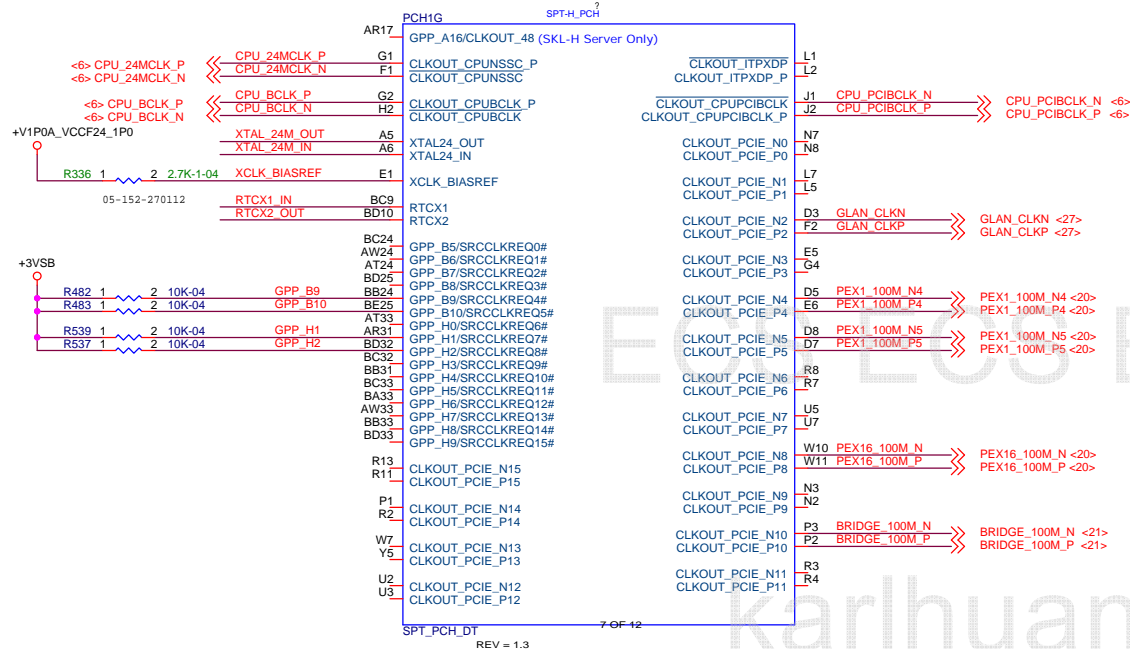 PCH1G
SPT-H_PCH
?
AR17 GPP_A16/CLKOUT_48 (SKL-H Server Only)
<6> CPU_24MCLK_P CPU_24MCLK_P G1 CLKOUT_CPUNSSC_P
<6> CPU_24MCLK_N CPU_24MCLK_N F1 CLKOUT_CPUNSSC
<6> CPU_BCLK_P CPU_BCLK_P G2 CLKOUT_CPUBCLK_P
<6> CPU_BCLK_N CPU_BCLK_N H2 CLKOUT_CPUBCLK
+V1P0A_VCCF24_1P0
XTAL_24M_OUT A5 XTAL24_OUT
XTAL_24M_IN A6 XTAL24_IN
R336 1 2 2.7K-1-04 XCLK_BIASREF E1 XCLK_BIASREF
05-152-270112
RTCX1_IN BC9 RTCX1
RTCX2_OUT BD10 RTCX2
BC24 GPP_B5/SRCCLKREQ0#
AW24 GPP_B6/SRCCLKREQ1#
AT24 GPP_B7/SRCCLKREQ2#
BD25 GPP_B8/SRCCLKREQ3#
+3VSB
R482 1 2 10K-04 GPP_B9 BB24 GPP_B9/SRCCLKREQ4#
R483 1 2 10K-04 GPP_B10 BE25 GPP_B10/SRCCLKREQ5#
AT33 GPP_H0/SRCCLKREQ6#
R539 1 2 10K-04 GPP_H1 AR31 GPP_H1/SRCCLKREQ7#
R537 1 2 10K-04 GPP_H2 BD32 GPP_H2/SRCCLKREQ8#
BC32 GPP_H3/SRCCLKREQ9#
BB31 GPP_H4/SRCCLKREQ10#
BC33 GPP_H5/SRCCLKREQ11#
BA33 GPP_H6/SRCCLKREQ12#
AW33 GPP_H7/SRCCLKREQ13#
BB33 GPP_H8/SRCCLKREQ14#
BD33 GPP_H9/SRCCLKREQ15#
R13 CLKOUT_PCIE_N15
R11 CLKOUT_PCIE_P15
P1 CLKOUT_PCIE_N14
R2 CLKOUT_PCIE_P14
W7 CLKOUT_PCIE_N13
Y5 CLKOUT_PCIE_P13
U2 CLKOUT_PCIE_N12
U3 CLKOUT_PCIE_P12
CLKOUT_ITPXDP L1
CLKOUT_ITPXDP_P L2
CLKOUT_CPUPCIBCLK J1 CPU_PCIBCLK_N CPU_PCIBCLK_N <6>
CLKOUT_CPUPCIBCLK_P J2 CPU_PCIBCLK_P CPU_PCIBCLK_P <6>
CLKOUT_PCIE_N0 N7
CLKOUT_PCIE_P0 N8
CLKOUT_PCIE_N1 L7
CLKOUT_PCIE_P1 L5
CLKOUT_PCIE_N2 D3 GLAN_CLKN GLAN_CLKN <27>
CLKOUT_PCIE_P2 F2 GLAN_CLKP GLAN_CLKP <27>
CLKOUT_PCIE_N3 E5
CLKOUT_PCIE_P3 G4
CLKOUT_PCIE_N4 D5 PEX1_100M_N4 PEX1_100M_N4 <20>
CLKOUT_PCIE_P4 E6 PEX1_100M_P4 PEX1_100M_P4 <20>
CLKOUT_PCIE_N5 D8 PEX1_100M_N5 PEX1_100M_N5 <20>
CLKOUT_PCIE_P5 D7 PEX1_100M_P5 PEX1_100M_P5 <20>
CLKOUT_PCIE_N6 R8
CLKOUT_PCIE_P6 R7
CLKOUT_PCIE_N7 U5
CLKOUT_PCIE_P7 U7
CLKOUT_PCIE_N8 W10 PEX16_100M_N PEX16_100M_N <20>
CLKOUT_PCIE_P8 W11 PEX16_100M_P PEX16_100M_P <20>
CLKOUT_PCIE_N9 N3
CLKOUT_PCIE_P9 N2
CLKOUT_PCIE_N10 P3 BRIDGE_100M_N BRIDGE_100M_N <21>
CLKOUT_PCIE_P10 P2 BRIDGE_100M_P BRIDGE_100M_P <21>
CLKOUT_PCIE_N11 R3
CLKOUT_PCIE_P11 R4
7 OF 12
SPT_PCH_DT
REV = 1.3
ECS ECS
karlhuan